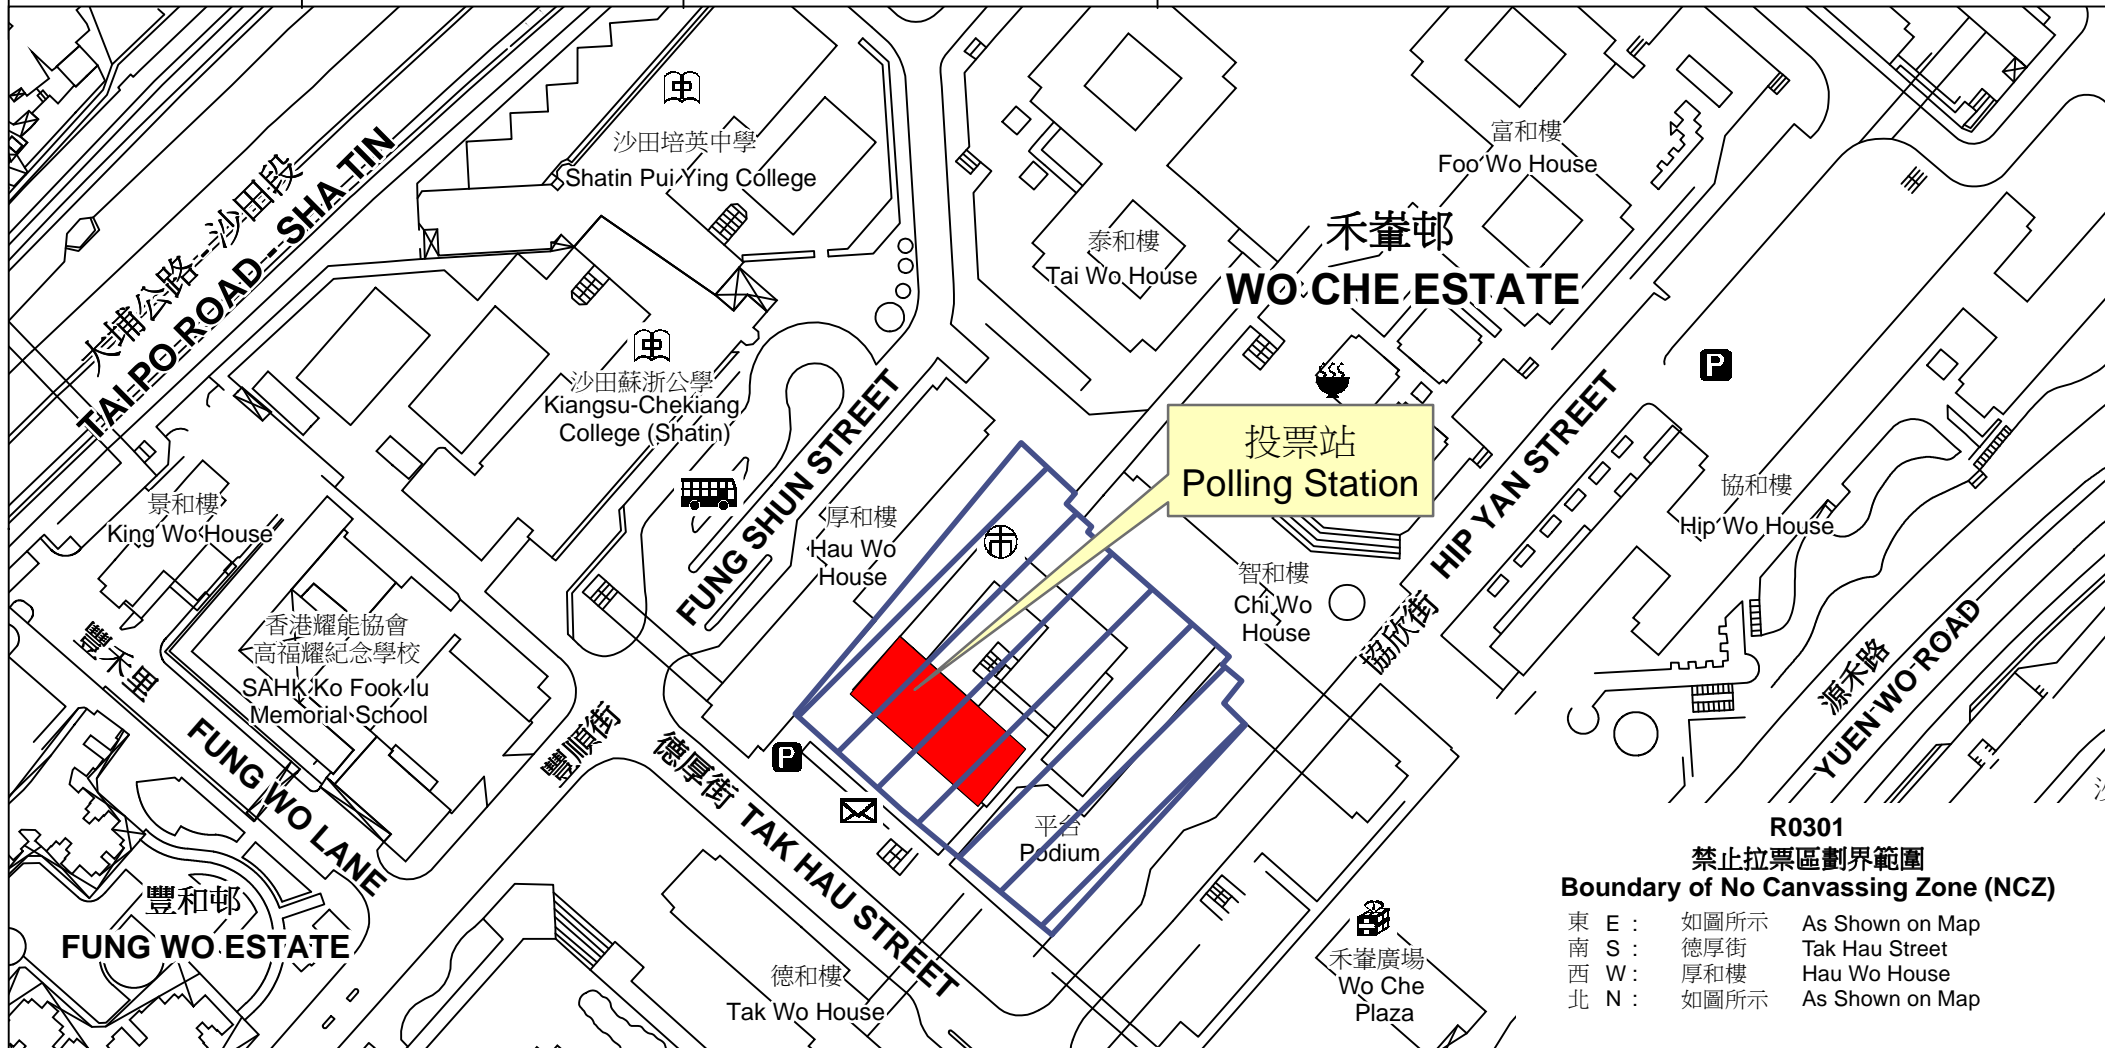 大埔公路 - 沙田段
TAI PO ROAD - SHA TIN
沙田培英中學
Shatin Pui Ying College
富和樓
Foo Wo House
泰和樓
Tai Wo House
禾輋邨
WO CHE ESTATE
沙田蘇浙公學
Kiangsu-Chekiang
College (Shatin)
FUNG SHUN STREET
豐順街
投票站
Polling Station
HIP YAN STREET
協欣街
P
協和樓
Hip Wo House
景和樓
King Wo House
厚和樓
Hau Wo
House
智和樓
Chi Wo
House
香港耀能協會
高福耀紀念學校
SAHK Ko Fook Iu
Memorial School
豐禾里
FUNG WO LANE
德厚街 TAK HAU STREET
P
源禾路
YUEN WO ROAD
平台
Podium
豐和邨
FUNG WO ESTATE
德和樓
Tak Wo House
禾輋廣場
Wo Che
Plaza
沙
R0301
禁止拉票區劃界範圍
Boundary of No Canvassing Zone (NCZ)
東 E : 如圖所示 As Shown on Map
南 S : 德厚街 Tak Hau Street
西 W : 厚和樓 Hau Wo House
北 N : 如圖所示 As Shown on Map